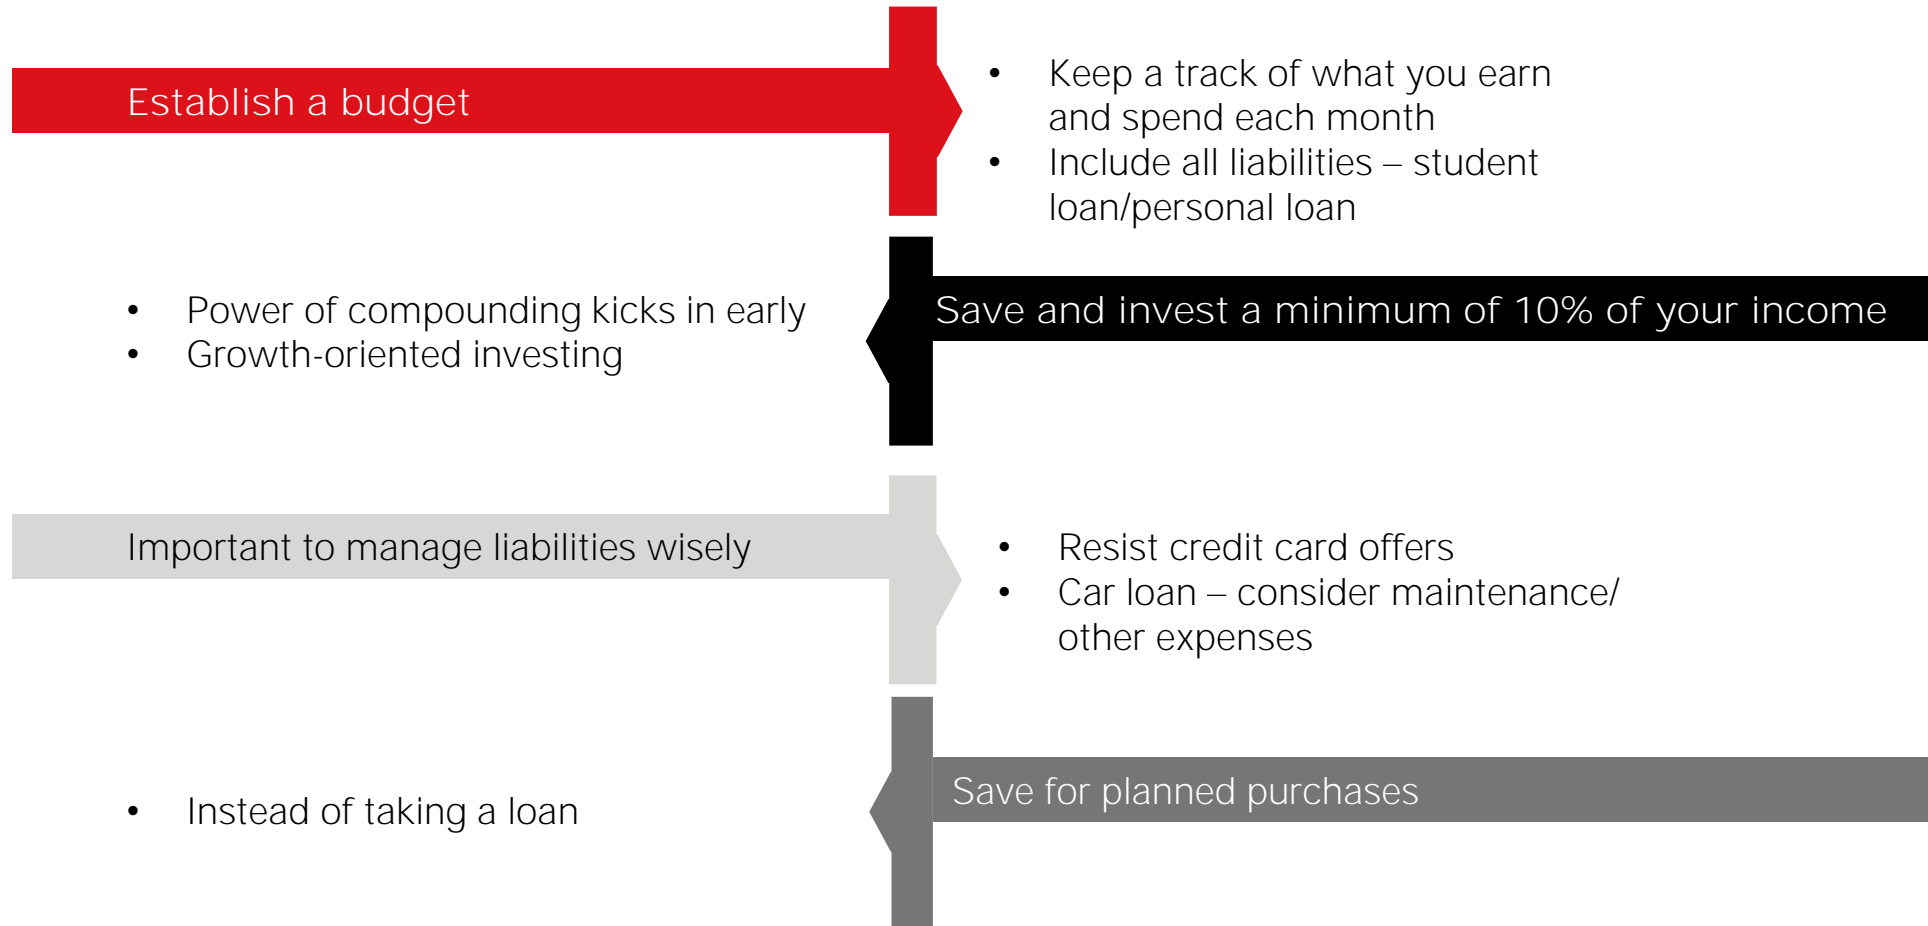 Establish a budget
• Keep a track of what you earn
and spend each month
• Include all liabilities – student
loan/personal loan
Save and invest a minimum of 10% of your income
• Power of compounding kicks in early
• Growth-oriented investing
Important to manage liabilities wisely
• Resist credit card offers
• Car loan – consider maintenance/
other expenses
Save for planned purchases
• Instead of taking a loan